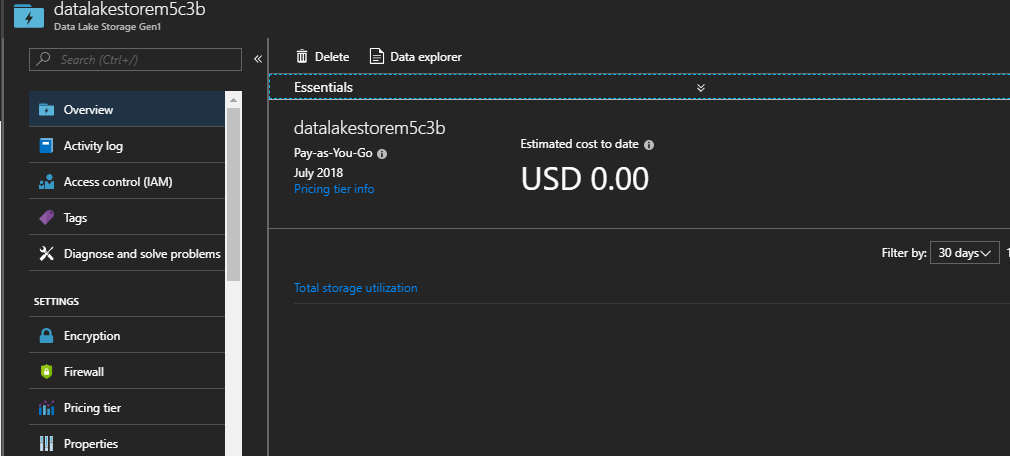 datalakestorem5c3b
Data Lake Storage Gen1
Search (Ctrl+/)
Overview
Activity log
Access control (IAM)
Tags
Diagnose and solve problems
SETTINGS
Encryption
Firewall
Pricing tier
Properties
Delete
Data explorer
Essentials
datalakestorem5c3b
Pay-as-You-Go
July 2018
Pricing tier info
Estimated cost to date
USD 0.00
Filter by: 30 days
Total storage utilization